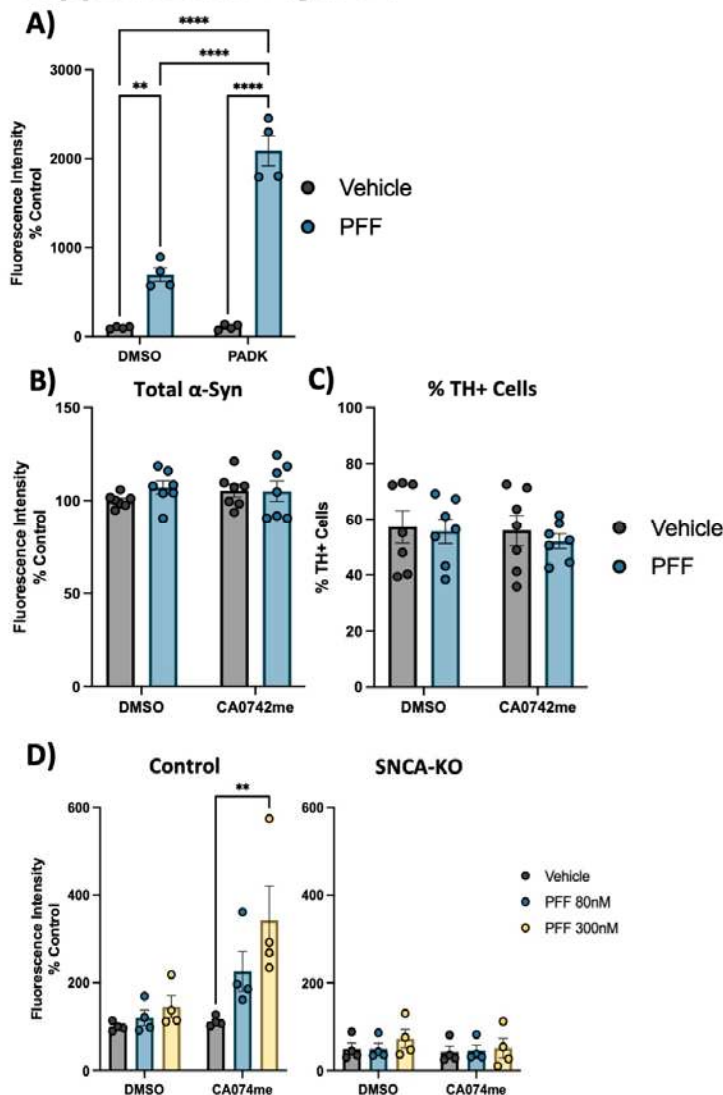 A)
****
****
**
****
3000
2000
1000
0
Fluorescence Intensity
% Control
DMSO
PADK
Vehicle
PFF
B)
Total α-Syn
150
100
50
0
Fluorescence Intensity
% Control
DMSO
CA0742me
C)
% TH+ Cells
100
80
60
40
20
0
% TH+ Cells
DMSO
CA0742me
Vehicle
PFF
D)
Control
**
600
400
200
0
Fluorescence Intensity
% Control
DMSO
CA074me
SNCA-KO
600
400
200
0
DMSO
CA074me
Vehicle
PFF 80nM
PFF 300nM